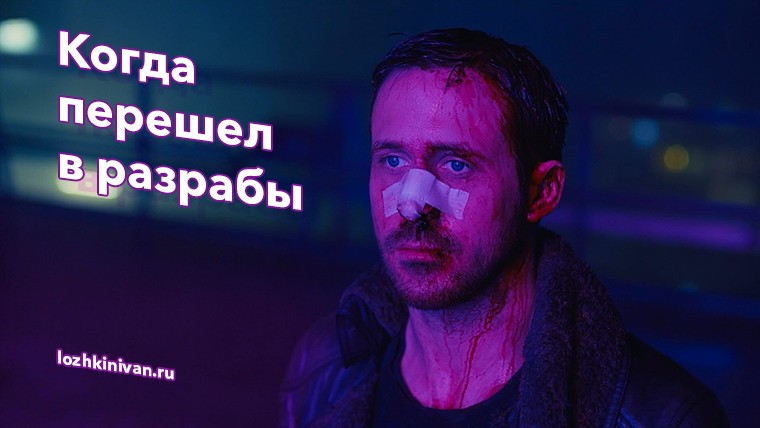 Когда
перешел
в разрабы
lozhkinivan.ru